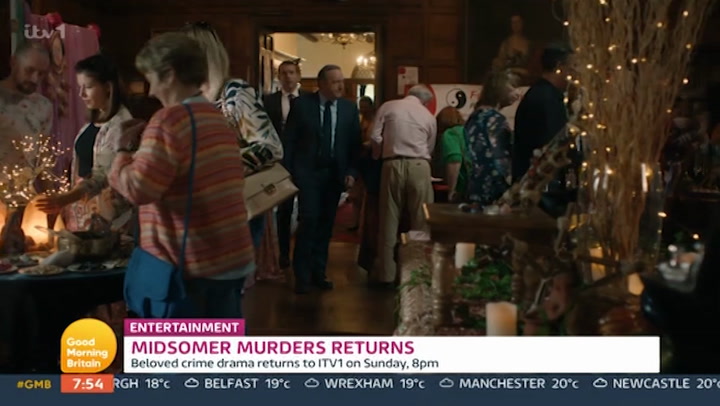 itv1
ENTERTAINMENT
Good
Morning
Britain
MIDSOMER MURDERS RETURNS
Beloved crime drama returns to ITV1 on Sunday, 8pm
#GMB 7:54 RGH 18°c BELFAST 19°c WREXHAM 19°c MANCHESTER 20°c NEWCASTLE 20°